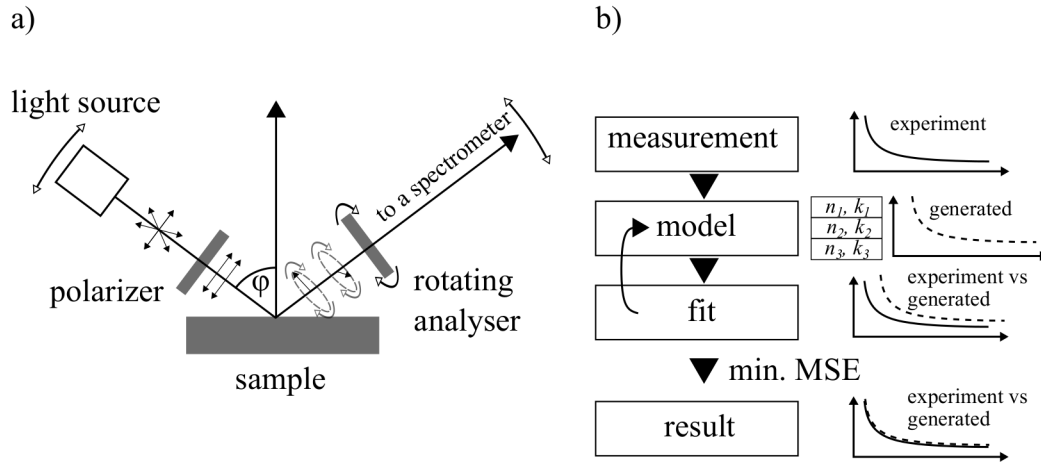 a)
light source
polarizer
φ
sample
to a spectrometer
rotating
analyser
b)
measurement
experiment
model
n1, k1
n2, k2
n3, k3
generated
fit
experiment vs
generated
min. MSE
result
experiment vs
generated